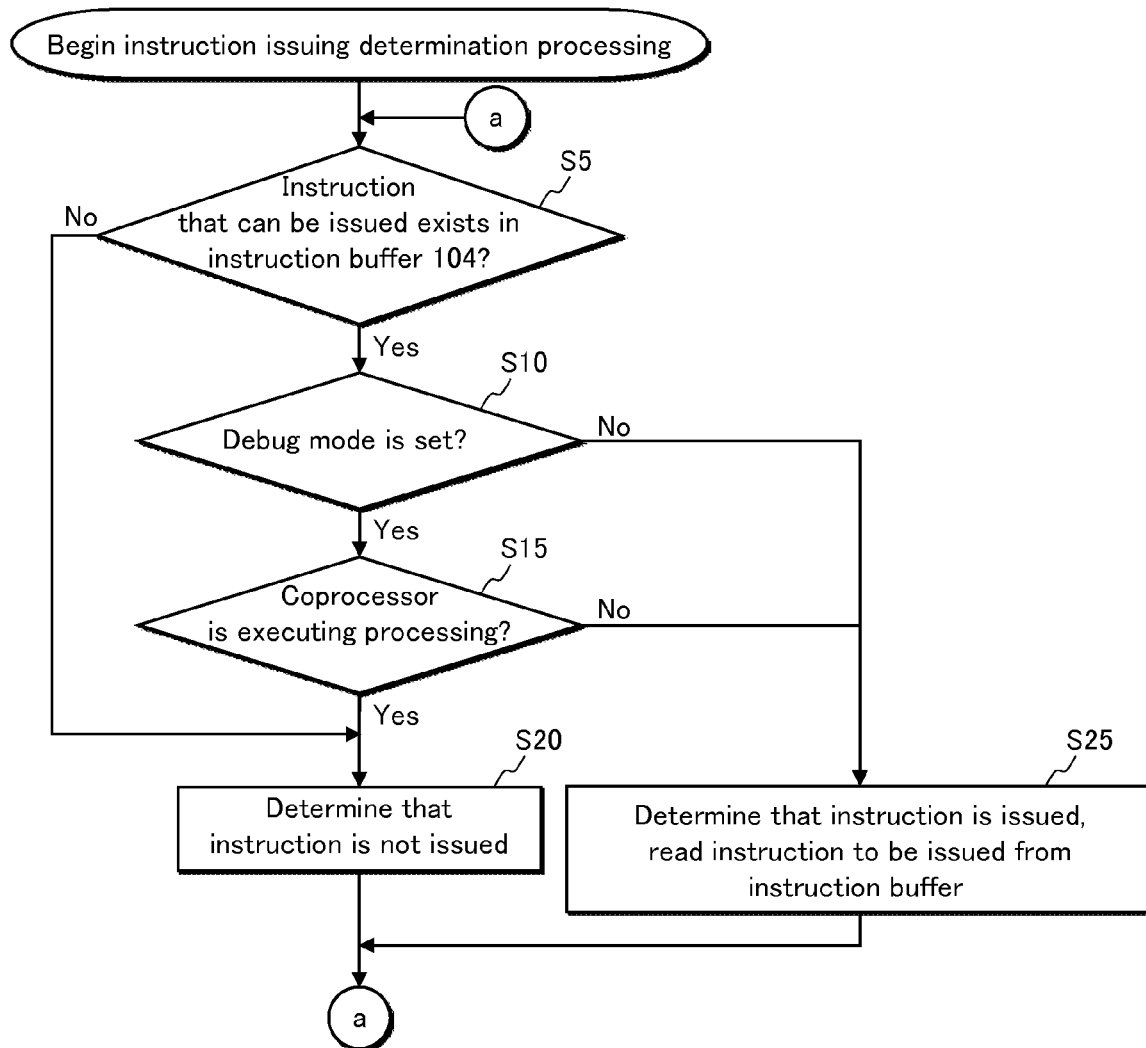 Begin instruction issuing determination processing
a
S5
Instruction
that can be issued exists in
instruction buffer 104?
No
Yes
S10
Debug mode is set?
No
Yes
S15
Coprocessor
is executing processing?
No
Yes
S20
Determine that
instruction is not issued
S25
Determine that instruction is issued,
read instruction to be issued from
instruction buffer
a